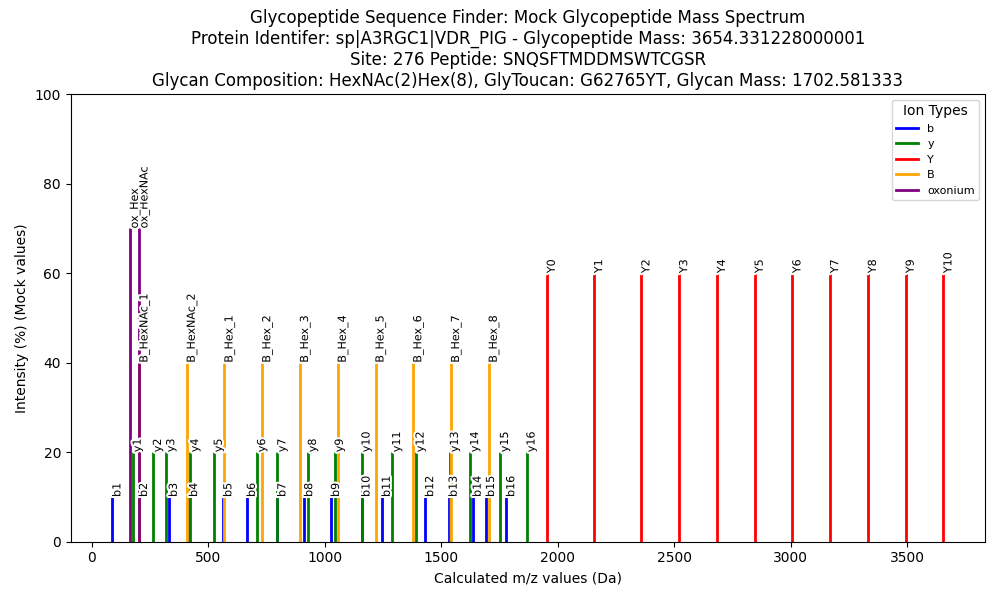 Glycopeptide Sequence Finder: Mock Glycopeptide Mass Spectrum
Protein Identifer: sp|A3RGC1|VDR_PIG - Glycopeptide Mass: 3654.331228000001
Site: 276 Peptide: SNQSFTMDDMSWTCGSR
Glycan Composition: HexNAc(2)Hex(8), GlyToucan: G62765YT, Glycan Mass: 1702.581333
Intensity (%) (Mock values)
100
80
60
40
20
0
Ion Types
b
y
Y
B
oxonium
ox_Hex
ox_HexNAc
Y0
Y1
Y2
Y3
Y4
Y5
Y6
Y7
Y8
Y9
Y10
B_HexNAc_1
B_HexNAc_2
B_Hex_1
B_Hex_2
B_Hex_3
B_Hex_4
B_Hex_5
B_Hex_6
B_Hex_7
B_Hex_8
y1
y2
y3
y4
y5
y6
y7
y8
y9
y10
y11
y12
y13
y14
y15
y16
b1
b2
b3
b4
b5
b6
b7
b8
b9
b10
b11
b12
b13
b14
b15
b16
0
500
1000
1500
2000
2500
3000
3500
Calculated m/z values (Da)